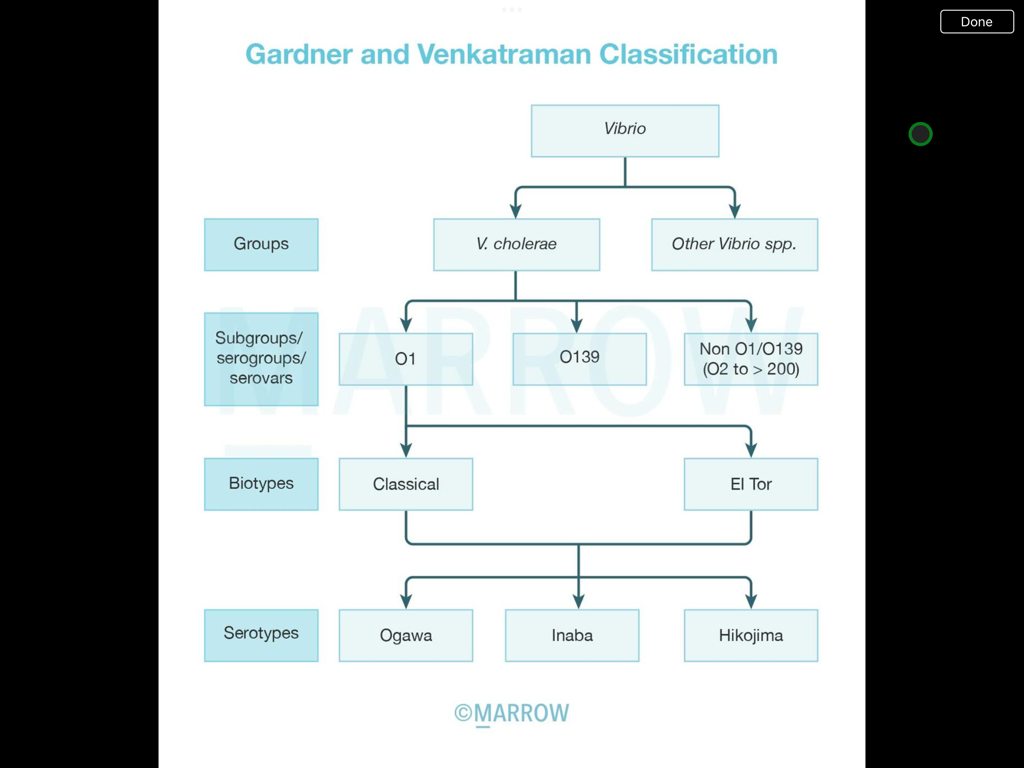 Done
Gardner and Venkatraman Classification
Vibrio
Groups
V. cholerae
Other Vibrio spp.
Subgroups/
serogroups/
serovars
O1
O139
Non O1/O139
(O2 to > 200)
MARROW
Biotypes
Classical
El Tor
Serotypes
Ogawa
Inaba
Hikojima
©MARROW